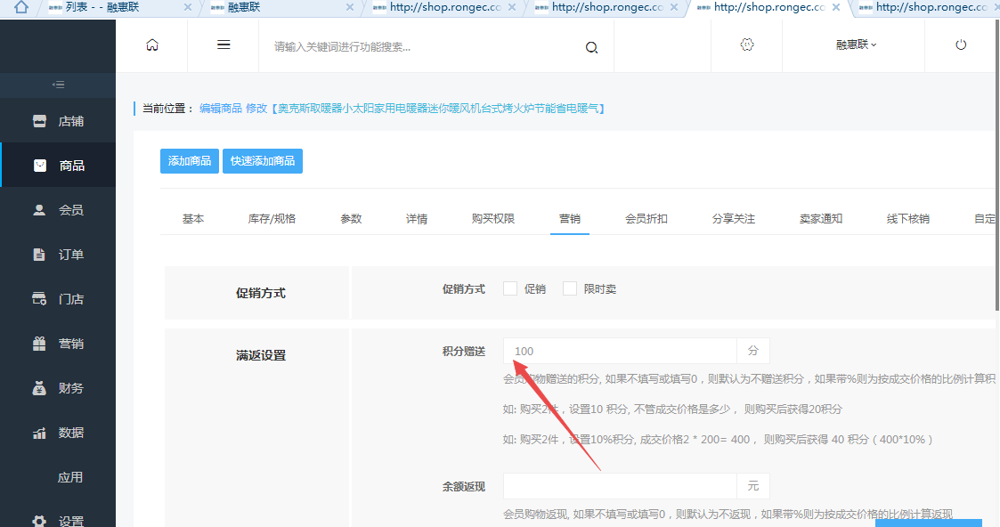 列表 - - 融惠联
融惠联
http://shop.rongec.co
http://shop.rongec.co
http://shop.rongec.co
http://shop.rongec.co
请输入关键词进行功能搜索...
融惠联
店铺
商品
会员
订单
门店
营销
财务
数据
应用
设置
当前位置： 编辑商品 修改【奥克斯取暖器小太阳家用电暖器迷你暖风机台式烤火炉节能省电暖气】
添加商品 快速添加商品
基本 库存/规格 参数 详情 购买权限 营销 会员折扣 分享关注 卖家通知 线下核销 自定
促销方式
促销方式 促销 限时卖
满返设置
积分赠送 100 分
会员购物赠送的积分, 如果不填写或填写0，则默认为不赠送积分，如果带%则为按成交价格的比例计算积
如: 购买2件，设置10 积分, 不管成交价格是多少， 则购买后获得20积分
如: 购买2件，设置10%积分, 成交价格2 * 200= 400， 则购买后获得 40 积分（400*10%）
余额返现 元
会员购物返现, 如果不填写或填写0，则默认为不返现，如果带%则为按成交价格的比例计算返现